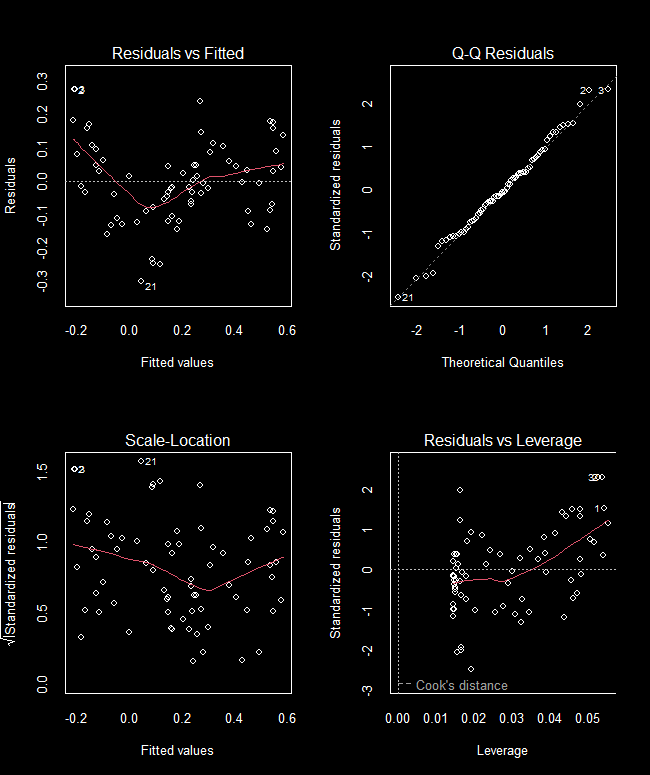 Residuals vs Fitted
Residuals
-0.3 -0.2 -0.1 0.0 0.1 0.2 0.3
21
-0.2 0.0 0.2 0.4 0.6
Fitted values
Q-Q Residuals
Standardized residuals
-2 -1 0 1 2
2 3
21
-2 -1 0 1 2
Theoretical Quantiles
Scale-Location
√|Standardized residuals|
0.0 0.5 1.0 1.5
21
-0.2 0.0 0.2 0.4 0.6
Fitted values
Residuals vs Leverage
Standardized residuals
-3 -2 -1 0 1 2
1
Cook's distance
0.00 0.01 0.02 0.03 0.04 0.05
Leverage